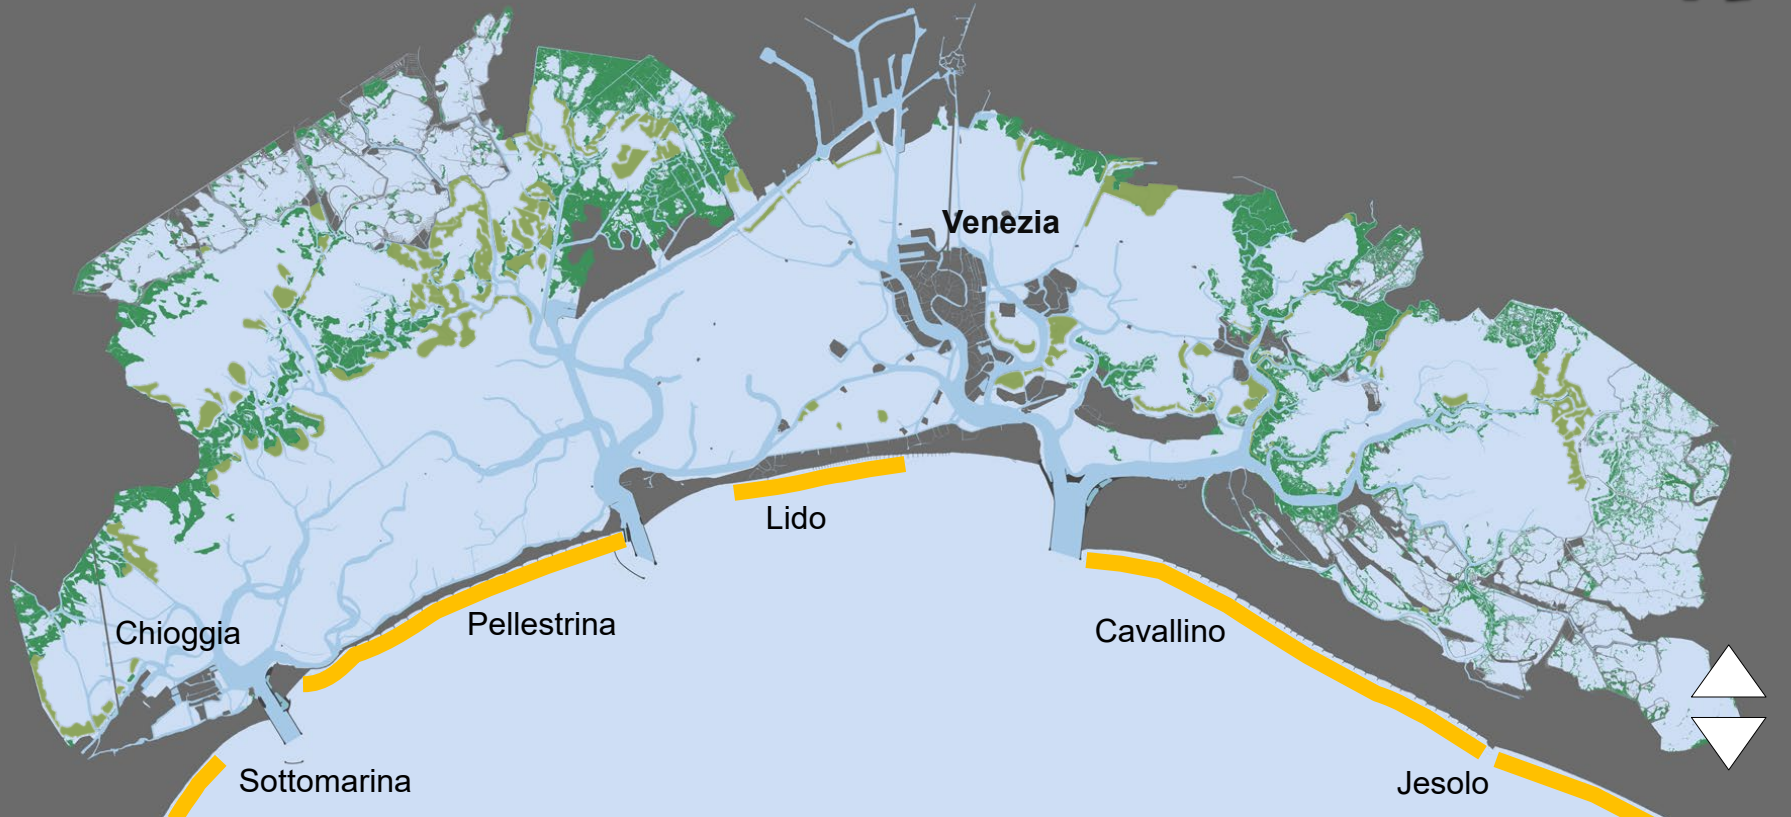 Venezia
Lido
Pellestrina
Chioggia
Cavallino
Sottomarina
Jesolo